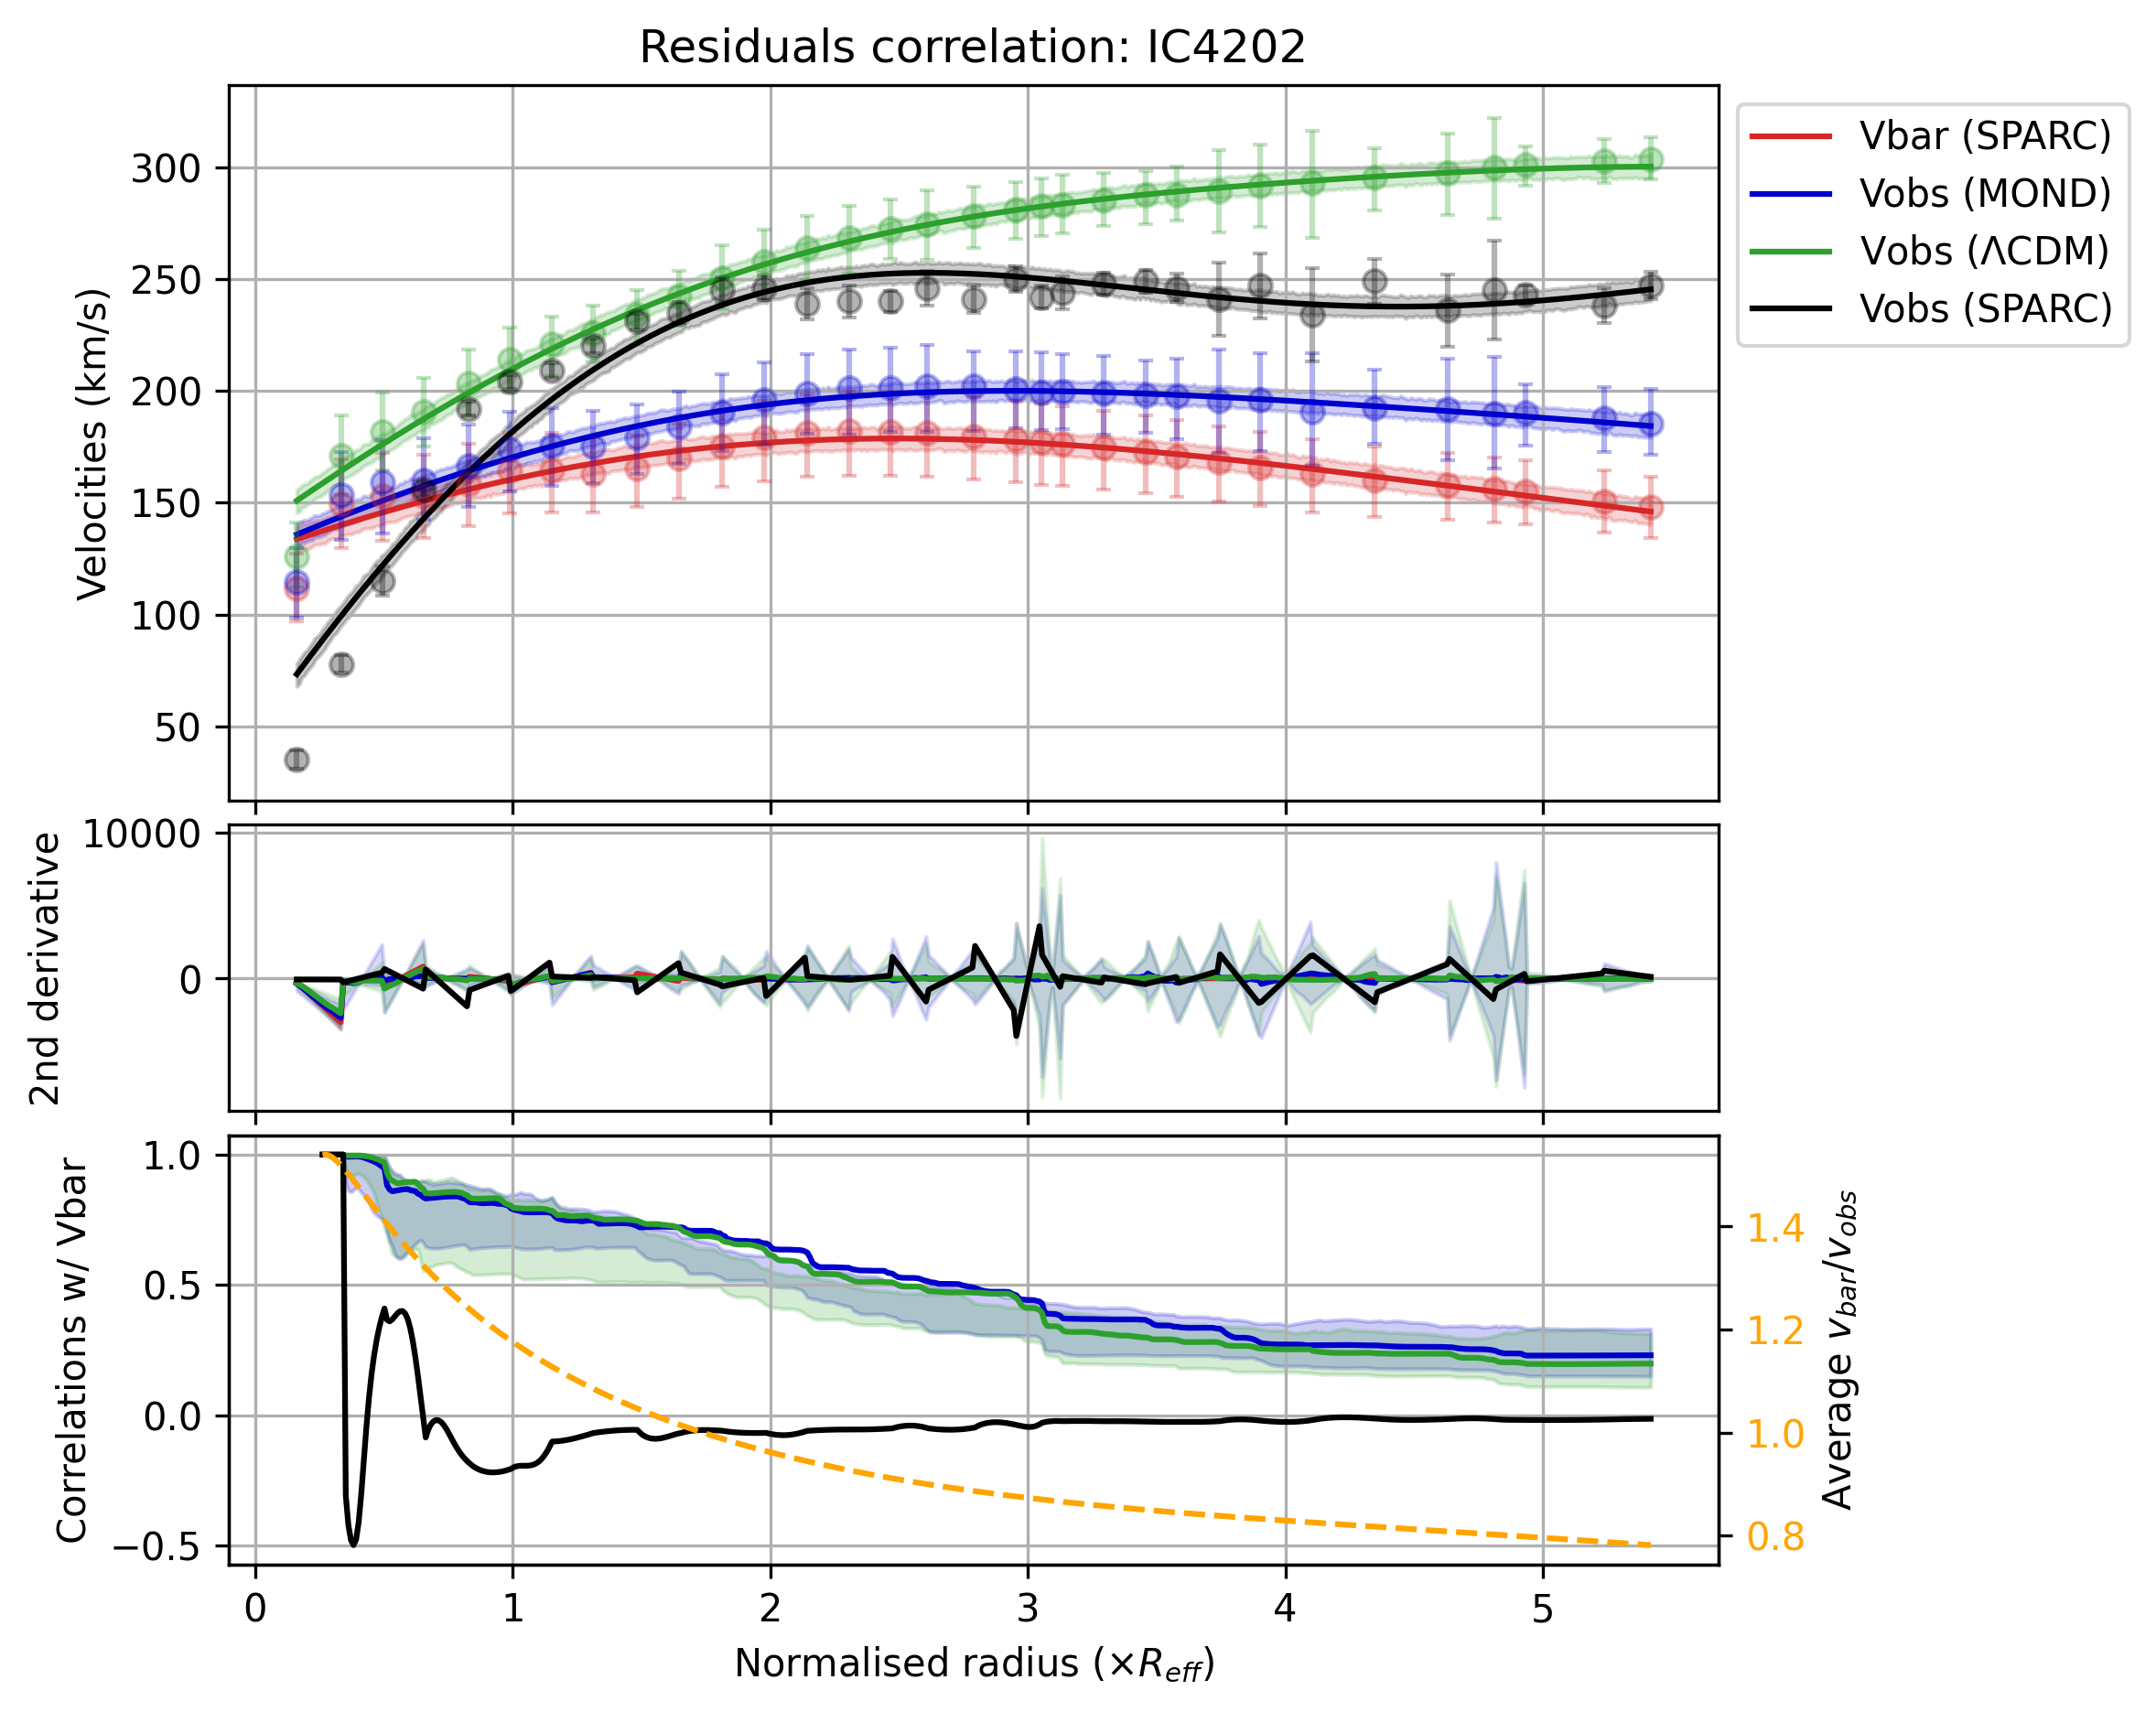 Residuals correlation: IC4202
Velocities (km/s)
300
250
200
150
100
50
Vbar (SPARC)
Vobs (MOND)
Vobs (ΛCDM)
Vobs (SPARC)
2nd derivative
10000
0
Correlations w/ Vbar
1.0
0.5
0.0
−0.5
1.4
1.2
1.0
0.8
Average v_bar/v_obs
0 1 2 3 4 5
Normalised radius (×R_eff)